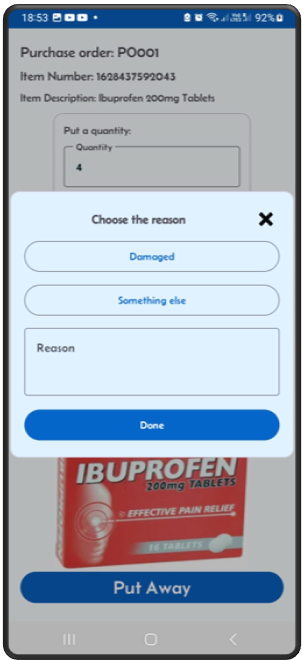 18:53
92%
Purchase order: PO001
Item Number: 1628437592043
Item Description: Ibuprofen 200mg Tablets
Put a quantity:
Quantity
4
Choose the reason
Damaged
Something else
Reason
Done
IBUPROFEN
200mg TABLETS
EFFECTIVE PAIN RELIEF
16 TABLETS
Put Away